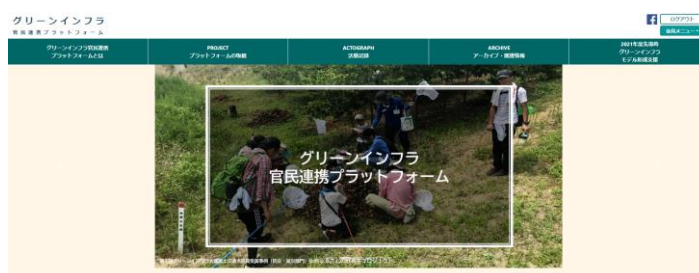 グリーンインフラ
官民連携プラットフォーム
ログアウト
会員メニュー
グリーンインフラ官民連携
プラットフォームとは
PROJECT
プラットフォームの取組
ACTOGRAPH
活動記録
ARCHIVE
アーカイブ・関連情報
2021年度先導的
グリーンインフラ
モデル形成支援
グリーンインフラ
官民連携プラットフォーム